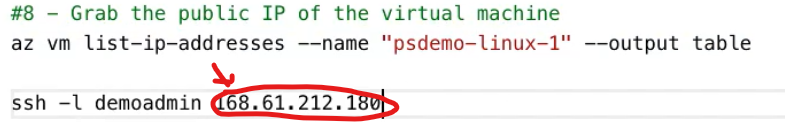 #8 - Grab the public IP of the virtual machine
az vm list-ip-addresses --name "psdemo-linux-1" --output table
ssh -l demoadmin 168.61.212.180